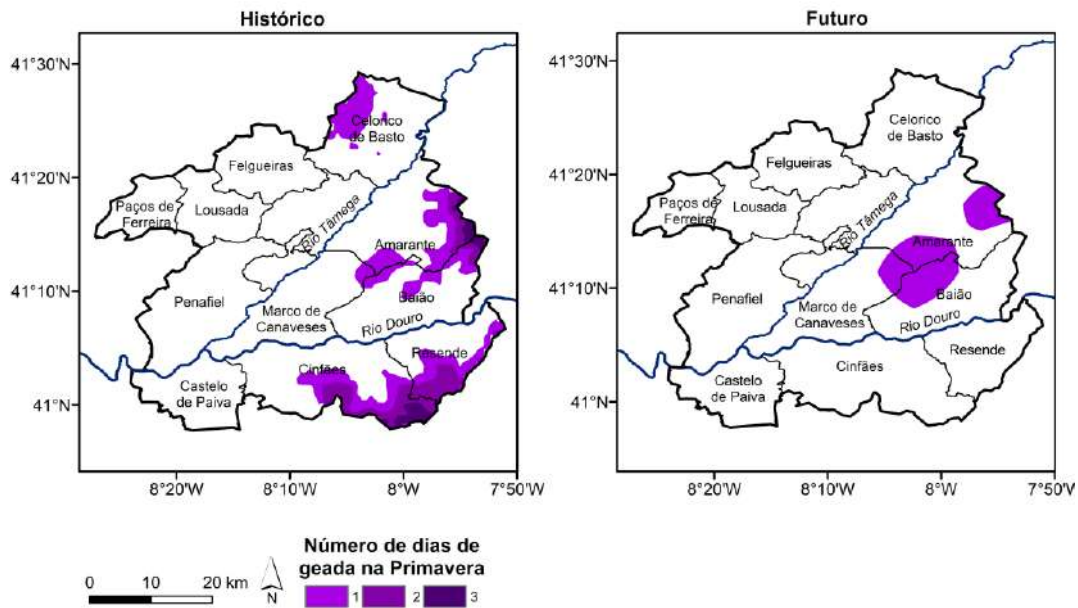 Histórico
41°30'N
41°20'N
41°10'N
41°N
8°20'W
8°10'W
8°W
7°50'W
Celorico
de Basto
Felgueiras
Paços de
Ferreira
Lousada
Rio Tâmega
Amarante
Penafiel
Marco de
Canaveses
Baião
Rio Douro
Resende
Cinfães
Castelo
de Paiva
Futuro
41°30'N
41°20'N
41°10'N
41°N
8°20'W
8°10'W
8°W
7°50'W
Celorico
de Basto
Felgueiras
Paços de
Ferreira
Lousada
Rio Tâmega
Amarante
Penafiel
Marco de
Canaveses
Baião
Rio Douro
Resende
Cinfães
Castelo
de Paiva
0 10 20 km
N
Número de dias de
geada na Primavera
1 2 3